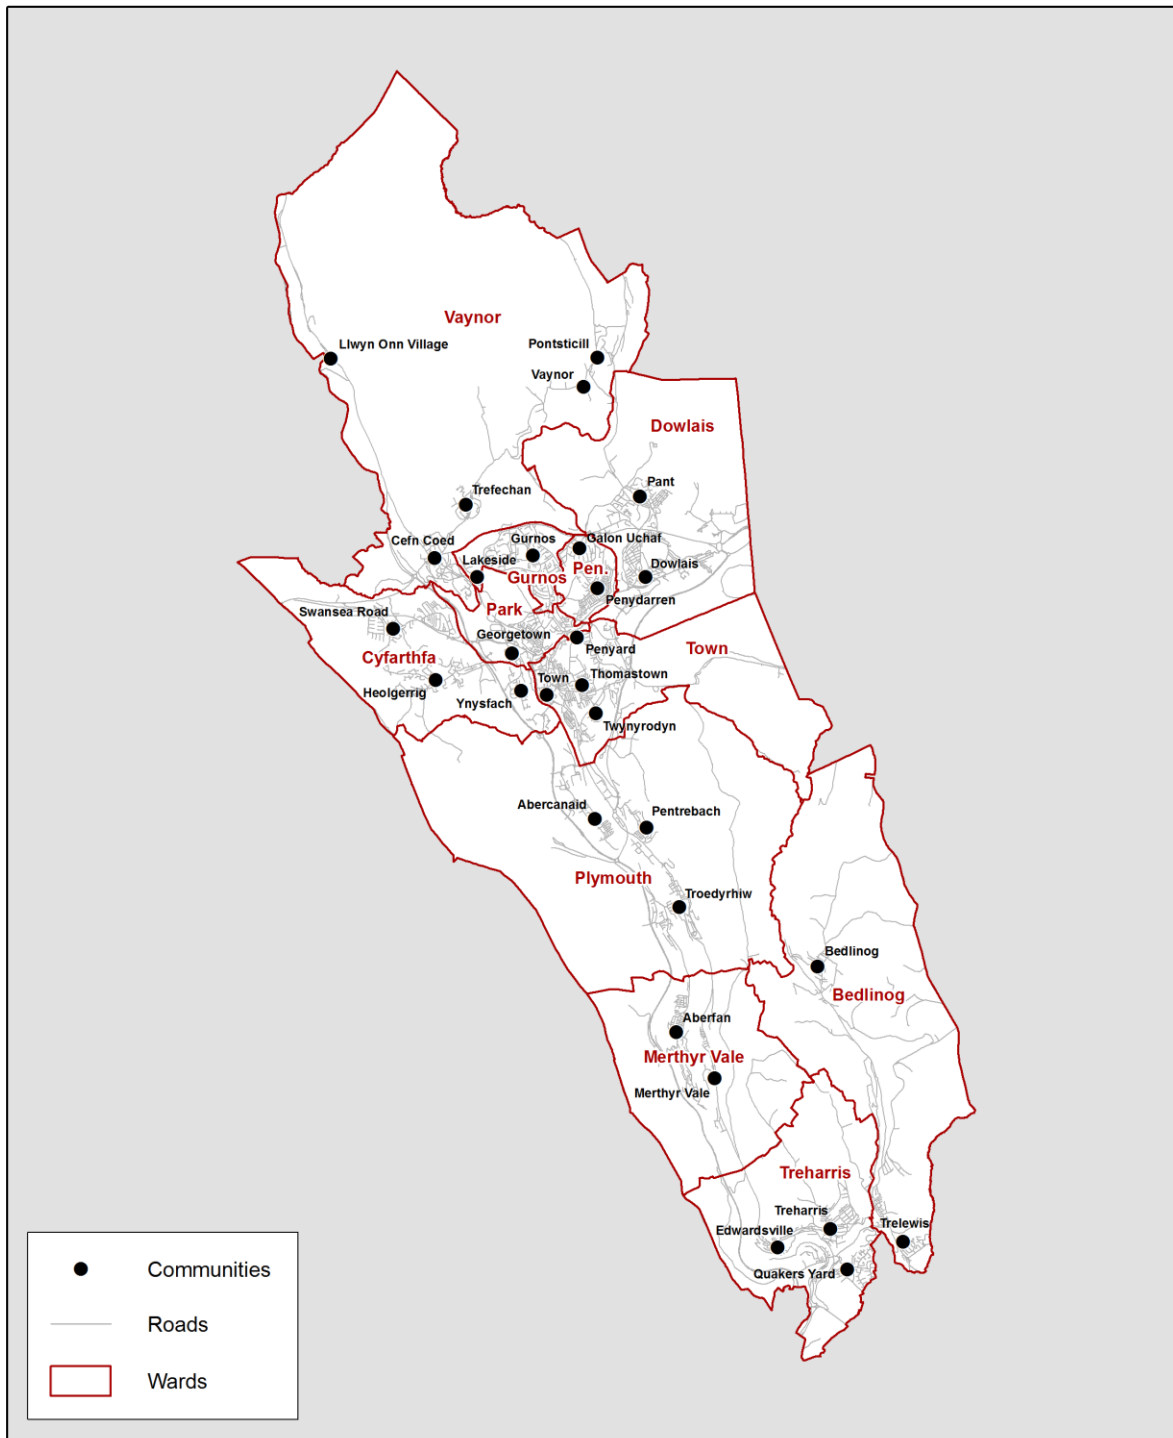 Vaynor
Llwyn Onn Village
Pontsticill
Vaynor
Dowlais
Pant
Trefechan
Cefn Coed
Gurnos
Galon Uchaf
Lakeside
Gurnos
Pen.
Dowlais
Penydarren
Park
Swansea Road
Georgetown
Penyard
Town
Cyfarthfa
Heolgerrig
Town
Thomastown
Ynysfach
Twynyrodyn
Abercanaid
Pentrebach
Plymouth
Troedyrhiw
Bedlinog
Bedlinog
Aberfan
Merthyr Vale
Merthyr Vale
Treharris
Treharris
Edwardsville
Trelewis
Quakers Yard
Communities
Roads
Wards